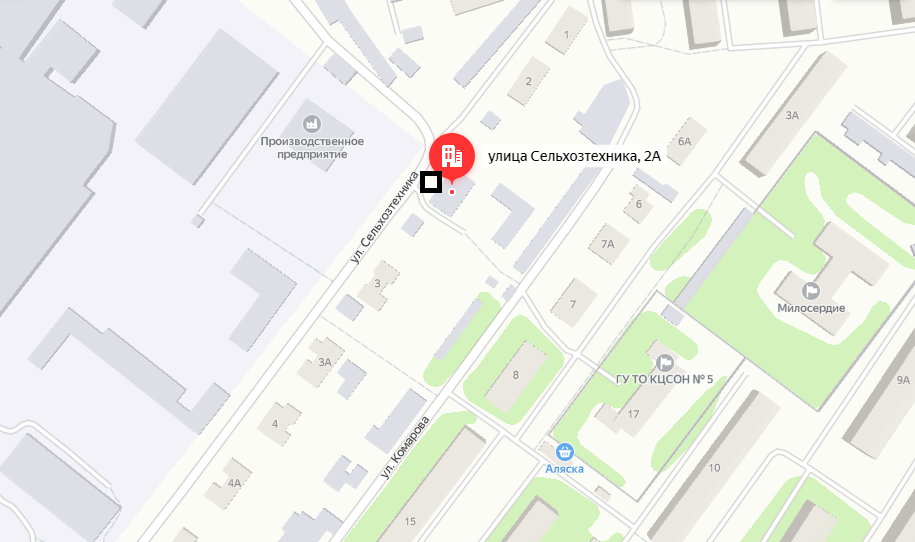 1
2
3А
Производственное
предприятие
6А
улица Сельхозтехника, 2А
ул. Сельхозтехника
6
7А
3
7
Милосердие
3А
8
ГУ ТО КЦСОН № 5
9А
4
17
ул. Комарова
Аляска
10
4А
15